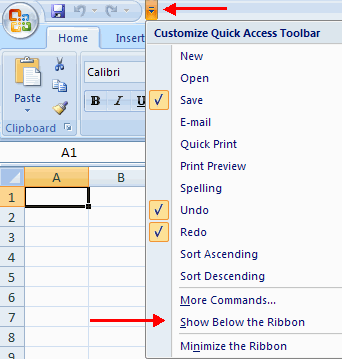 Home Insert
Customize Quick Access Toolbar
New
Open
Save
E-mail
Quick Print
Print Preview
Spelling
Undo
Redo
Sort Ascending
Sort Descending
More Commands...
Show Below the Ribbon
Minimize the Ribbon
Paste
Calibri
B I U
Clipboard
A1
A B
1
2
3
4
5
6
7
8
9